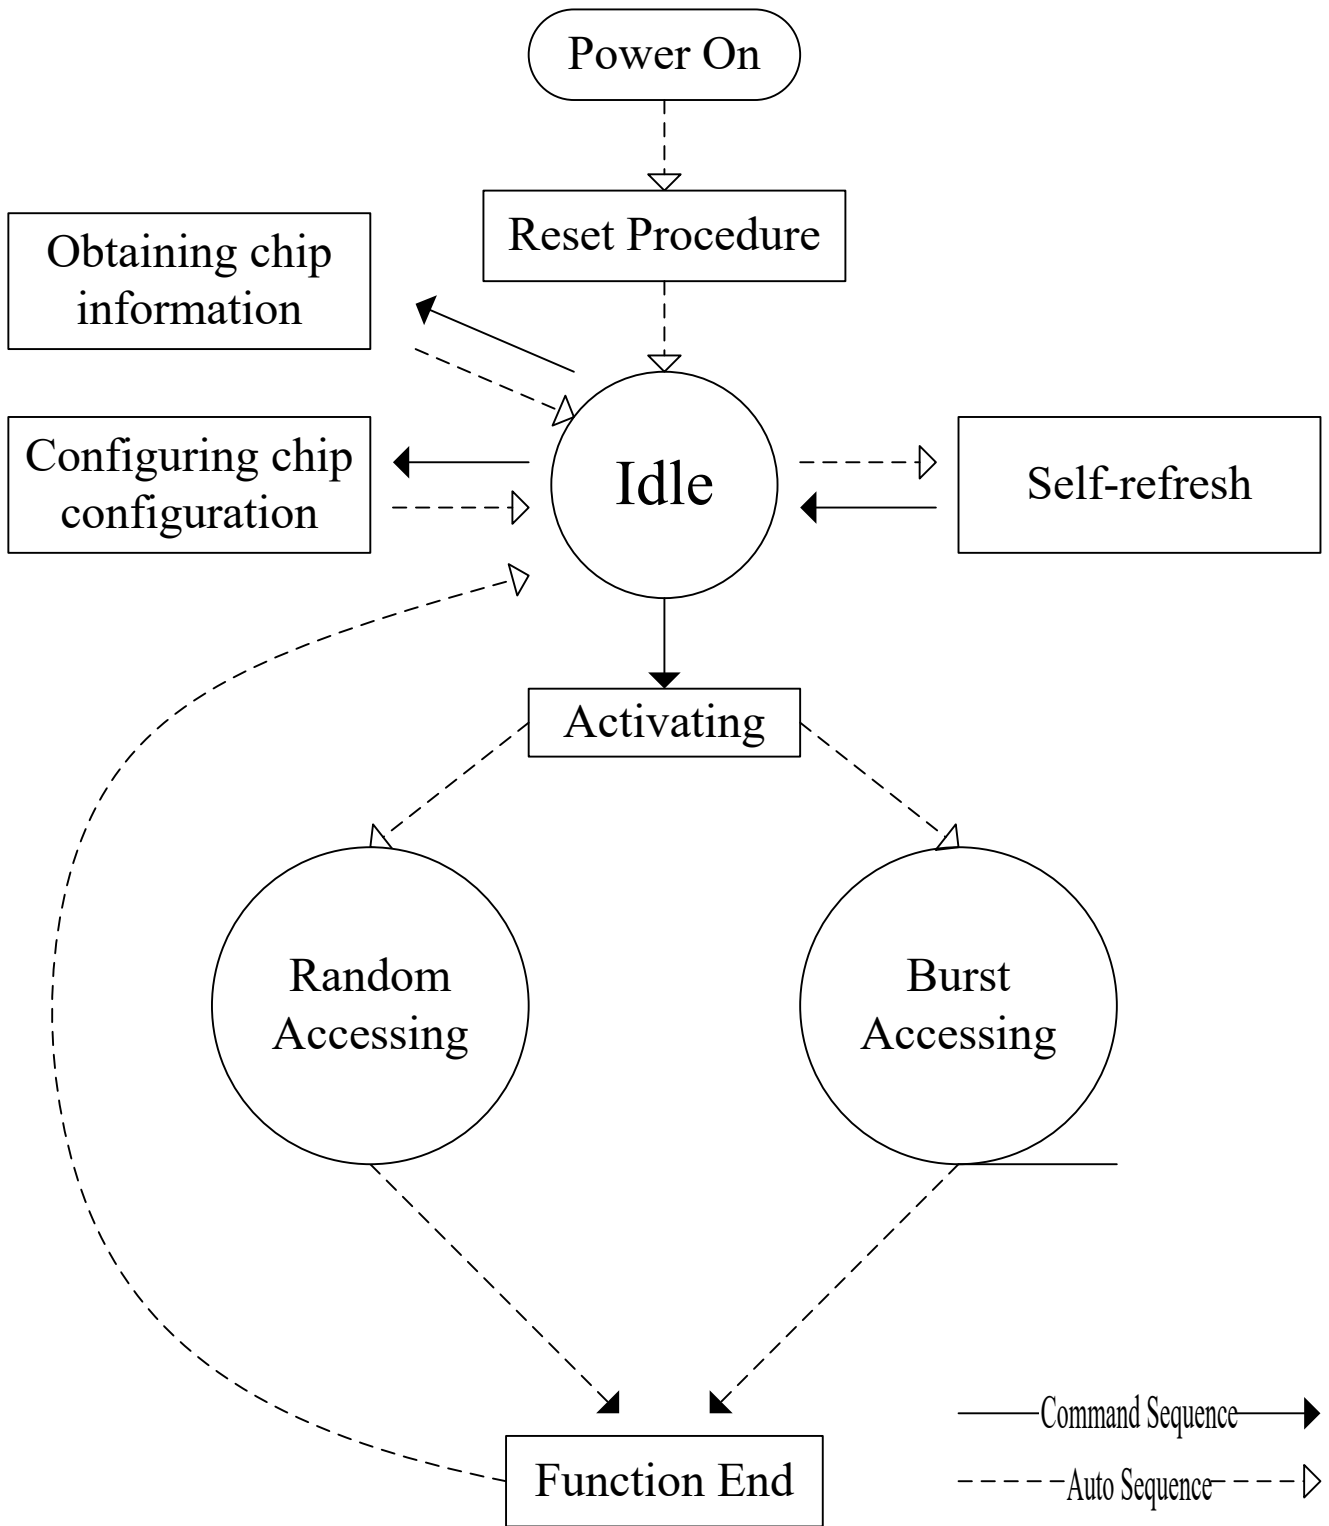 Power On
Reset Procedure
Obtaining chip
information
Configuring chip
configuration
Idle
Self-refresh
Activating
Random
Accessing
Burst
Accessing
Function End
Command Sequence
Auto Sequence